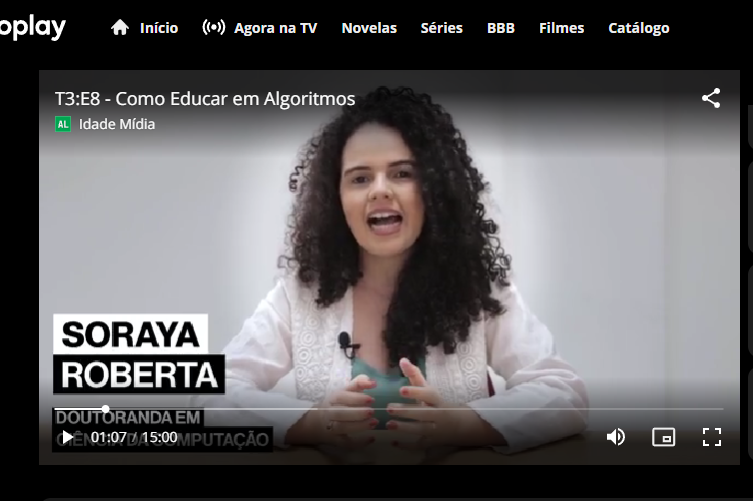 oplay Início Agora na TV Novelas Séries BBB Filmes Catálogo
T3:E8 - Como Educar em Algoritmos
AL Idade Mídia
SORAYA
ROBERTA
DOUTORANDA EM
CIÊNCIA DA COMPUTAÇÃO
01:07 / 15:00